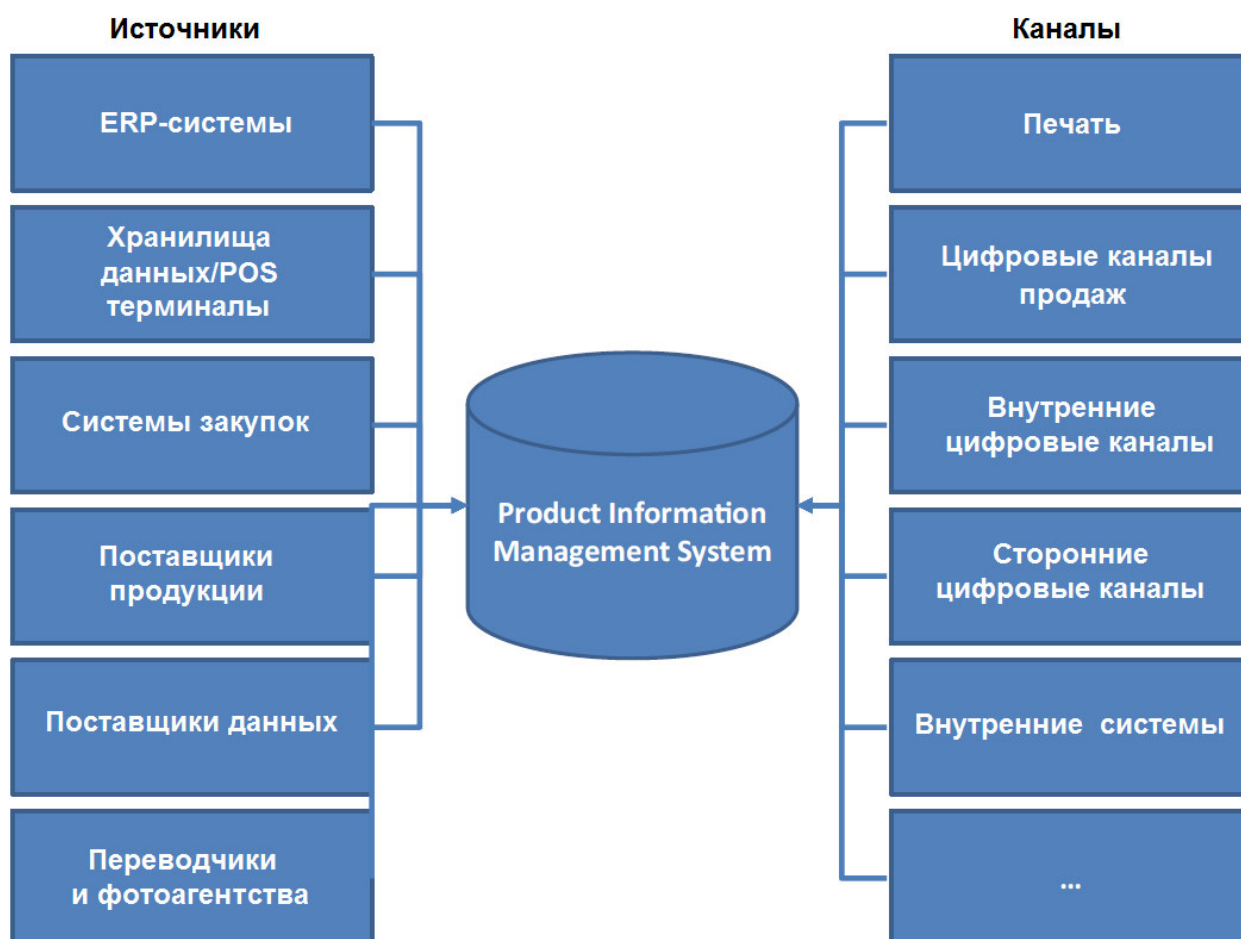 Источники
ERP-системы
Хранилища
данных/POS
терминалы
Системы закупок
Поставщики
продукции
Поставщики данных
Переводчики
и фотоагентства
Product Information
Management System
Каналы
Печать
Цифровые каналы
продаж
Внутренние
цифровые каналы
Сторонние
цифровые каналы
Внутренние системы
...